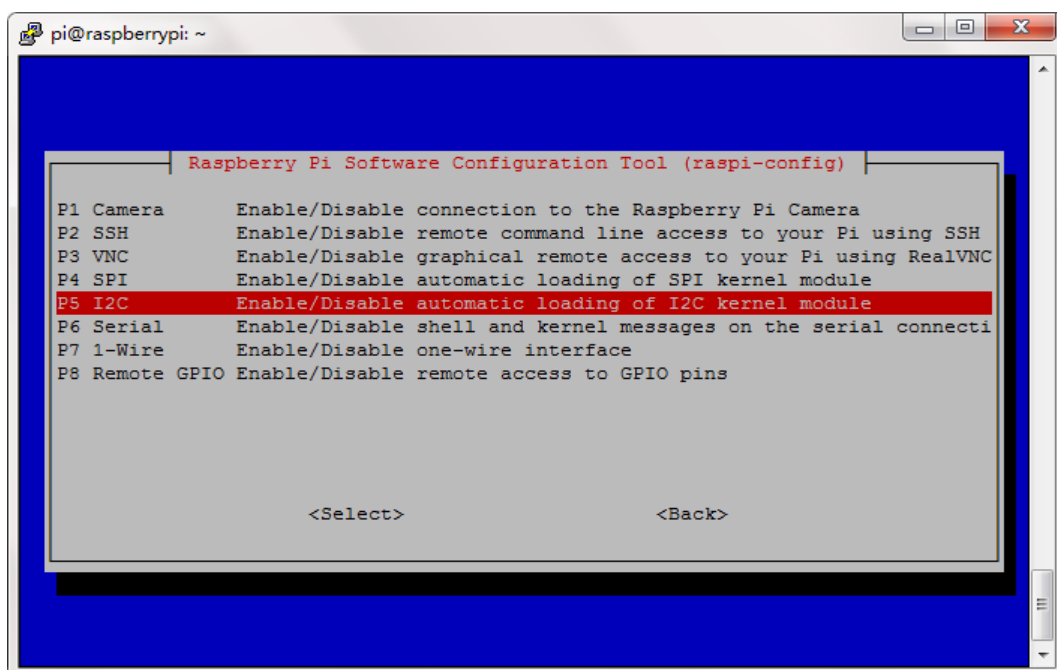 pi@raspberrypi: ~
Raspberry Pi Software Configuration Tool (raspi-config)
P1 Camera Enable/Disable connection to the Raspberry Pi Camera
P2 SSH Enable/Disable remote command line access to your Pi using SSH
P3 VNC Enable/Disable graphical remote access to your Pi using RealVNC
P4 SPI Enable/Disable automatic loading of SPI kernel module
P5 I2C Enable/Disable automatic loading of I2C kernel module
P6 Serial Enable/Disable shell and kernel messages on the serial connecti
P7 1-Wire Enable/Disable one-wire interface
P8 Remote GPIO Enable/Disable remote access to GPIO pins
<Select> <Back>